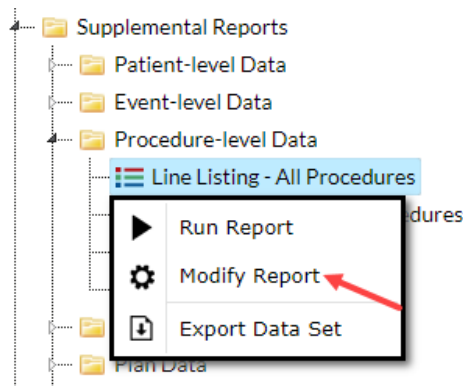 Supplemental Reports
Patient-level Data
Event-level Data
Procedure-level Data
Line Listing - All Procedures
edures
Run Report
Modify Report
Export Data Set
Plan Data